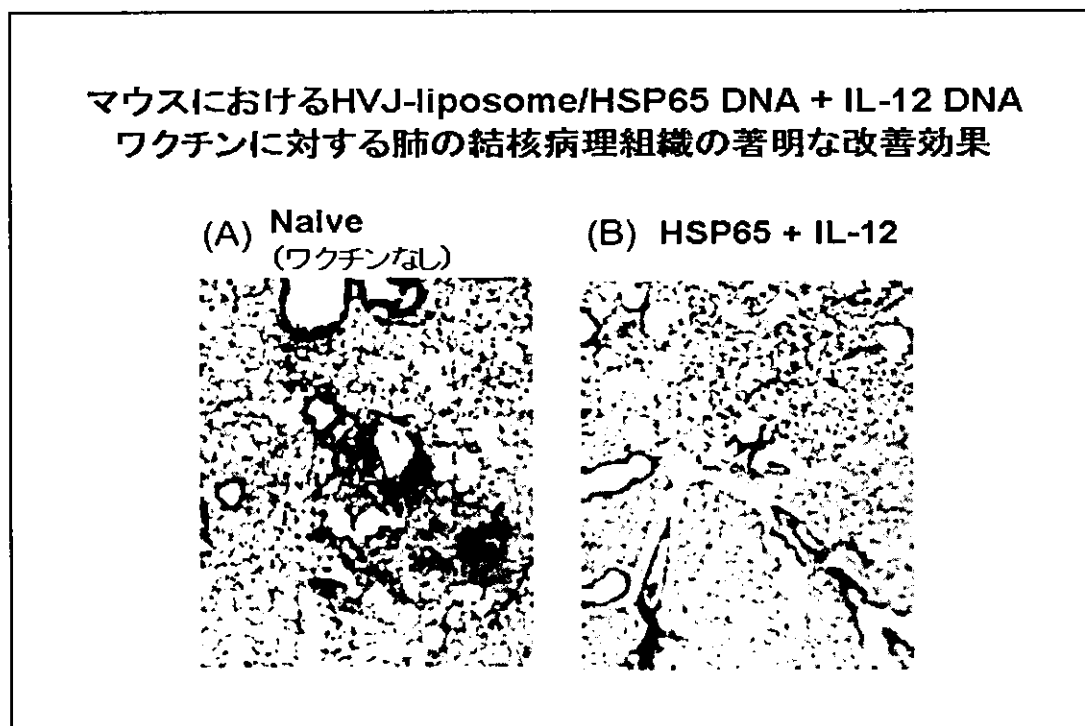 マウスにおけるHVJ-liposome/HSP65 DNA + IL-12 DNA
ワクチンに対する肺の結核病理組織の著明な改善効果
(A) Naive
(ワクチンなし)
(B) HSP65 + IL-12